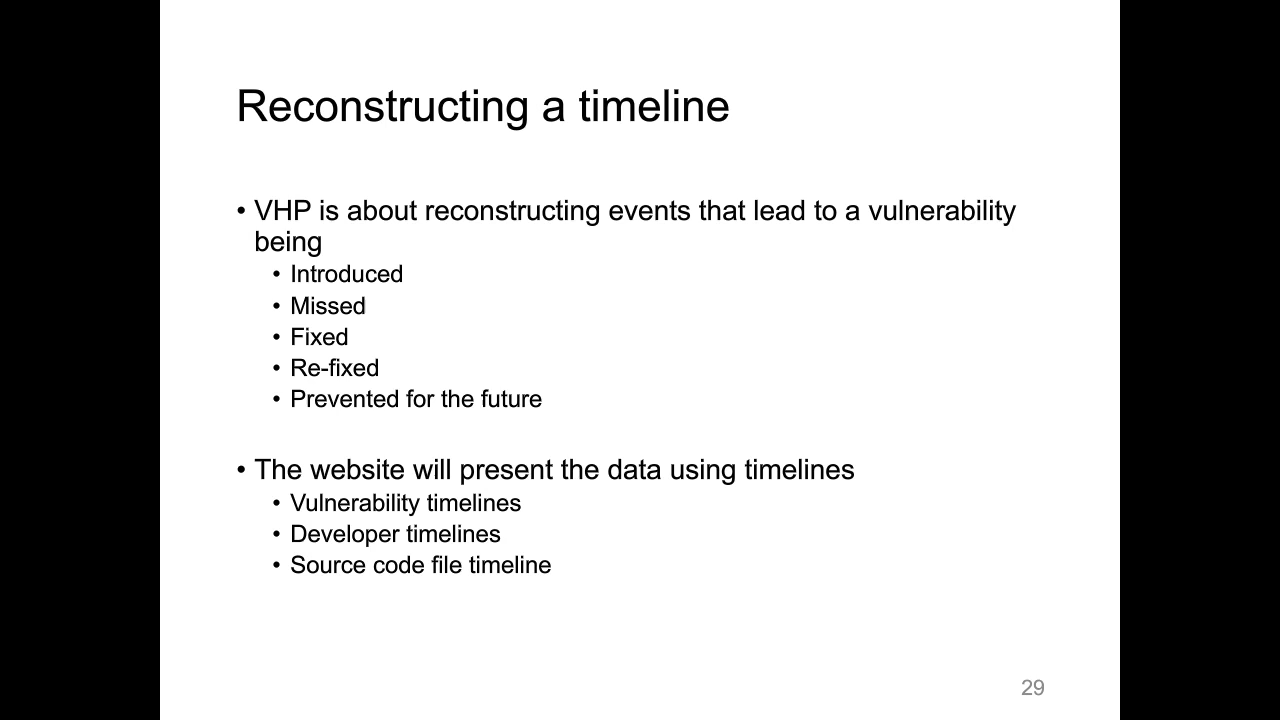 Reconstructing a timeline
• VHP is about reconstructing events that lead to a vulnerability
being
• Introduced
• Missed
• Fixed
• Re-fixed
• Prevented for the future
• The website will present the data using timelines
• Vulnerability timelines
• Developer timelines
• Source code file timeline
29